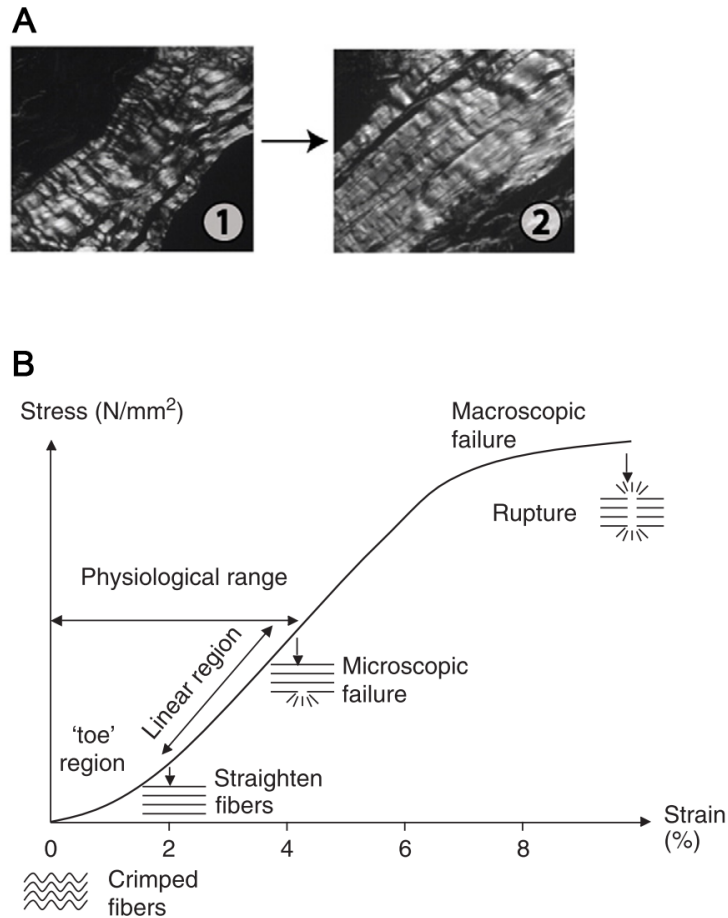 A
1
2
B
Stress (N/mm²)
Macroscopic
failure
Rupture
Physiological range
Linear region
Microscopic
failure
‘toe’
region
Straighten
fibers
Strain
(%)
0 2 4 6 8
Crimped
fibers